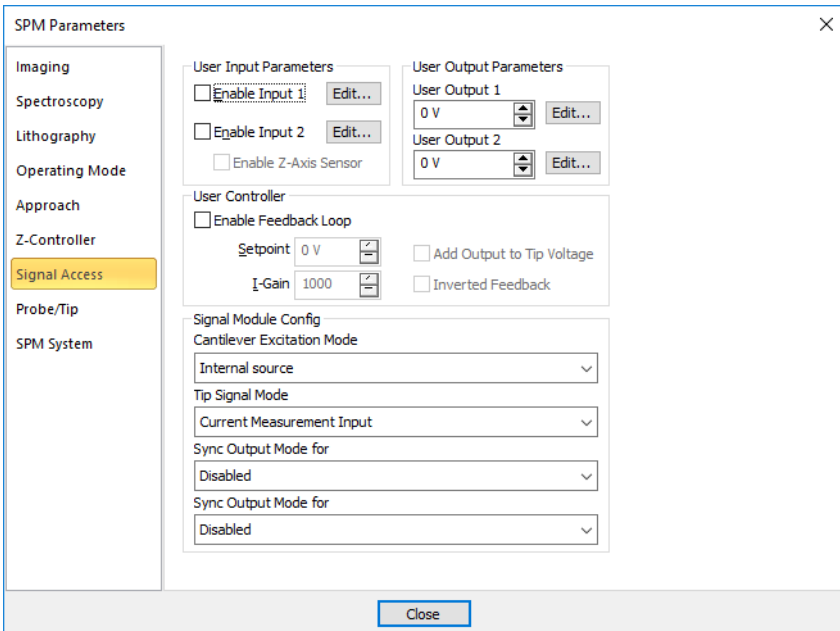 SPM Parameters
Imaging
Spectroscopy
Lithography
Operating Mode
Approach
Z-Controller
Signal Access
Probe/Tip
SPM System
User Input Parameters
Enable Input 1 Edit...
Enable Input 2 Edit...
Enable Z-Axis Sensor
User Output Parameters
User Output 1
0 V Edit...
User Output 2
0 V Edit...
User Controller
Enable Feedback Loop
Setpoint 0 V Add Output to Tip Voltage
I-Gain 1000 Inverted Feedback
Signal Module Config
Cantilever Excitation Mode
Internal source
Tip Signal Mode
Current Measurement Input
Sync Output Mode for
Disabled
Sync Output Mode for
Disabled
Close